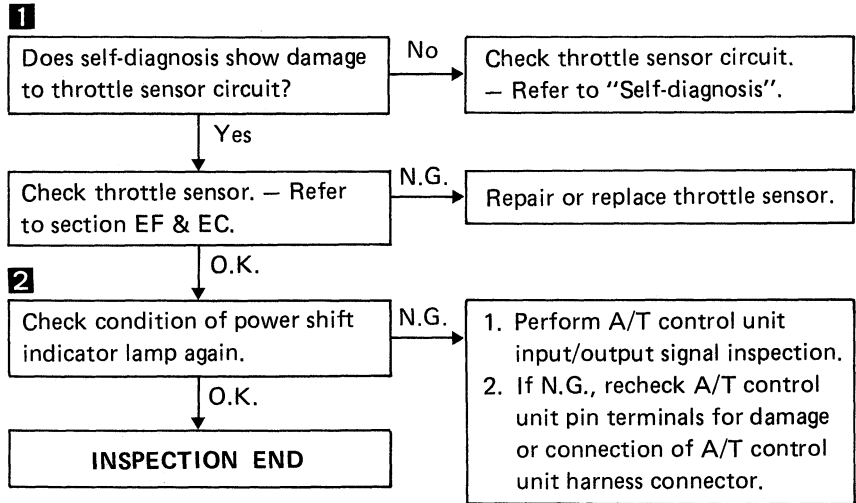 1
Does self-diagnosis show damage
to throttle sensor circuit?
No
Check throttle sensor circuit.
— Refer to "Self-diagnosis".
Yes
Check throttle sensor. — Refer
to section EF & EC.
N.G.
Repair or replace throttle sensor.
O.K.
2
Check condition of power shift
indicator lamp again.
N.G.
1. Perform A/T control unit
input/output signal inspection.
2. If N.G., recheck A/T control
unit pin terminals for damage
or connection of A/T control
unit harness connector.
O.K.
INSPECTION END